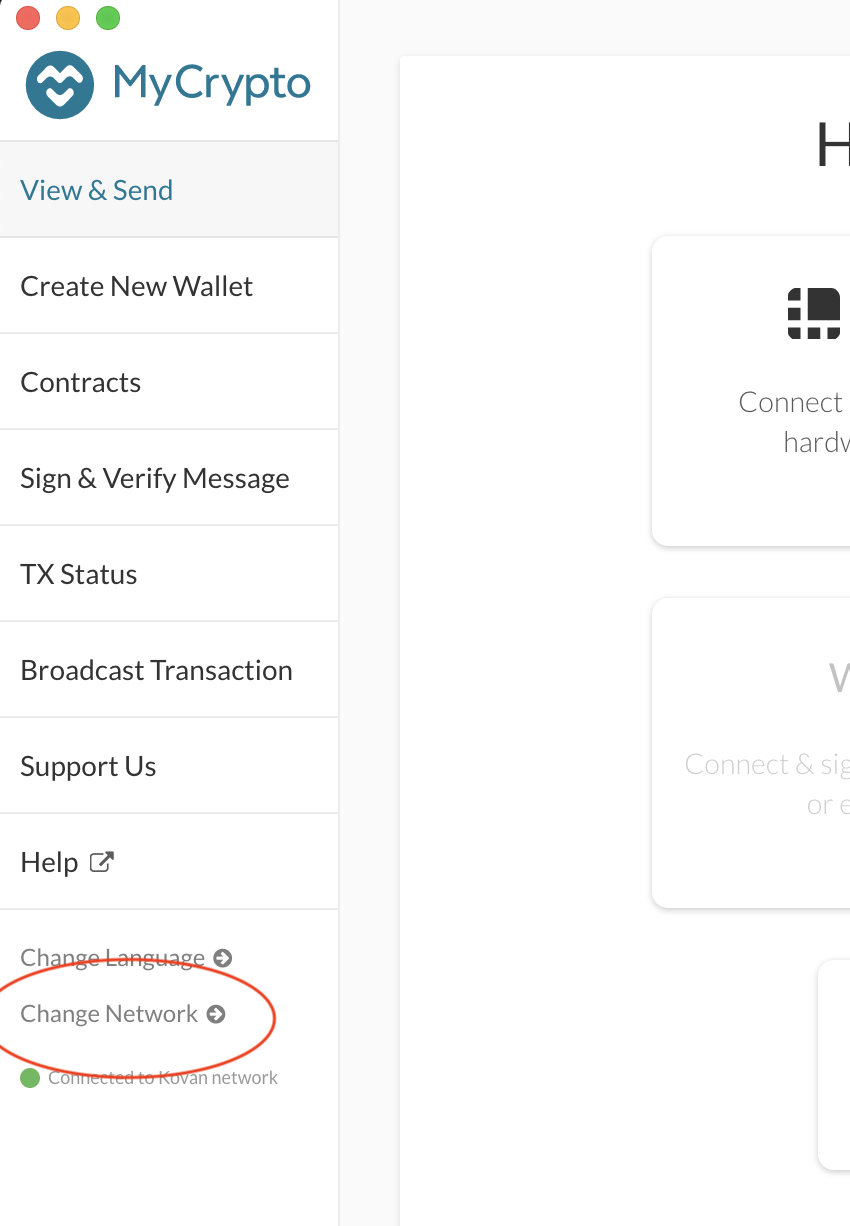 MyCrypto
View & Send
Create New Wallet
Contracts
Sign & Verify Message
TX Status
Broadcast Transaction
Support Us
Help
Change Language
Change Network
Connected to Kovan network
H
Connect
hardw
W
Connect & sig
or e